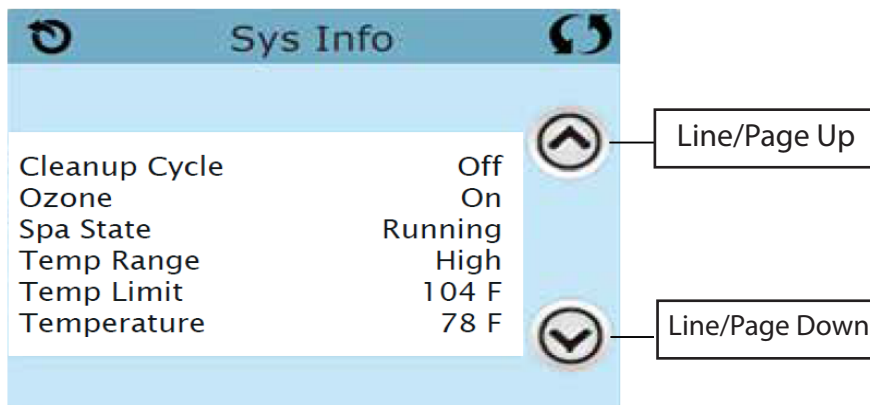 Sys Info
Line/Page Up
Cleanup Cycle Off
Ozone On
Spa State Running
Temp Range High
Temp Limit 104 F
Temperature 78 F
Line/Page Down